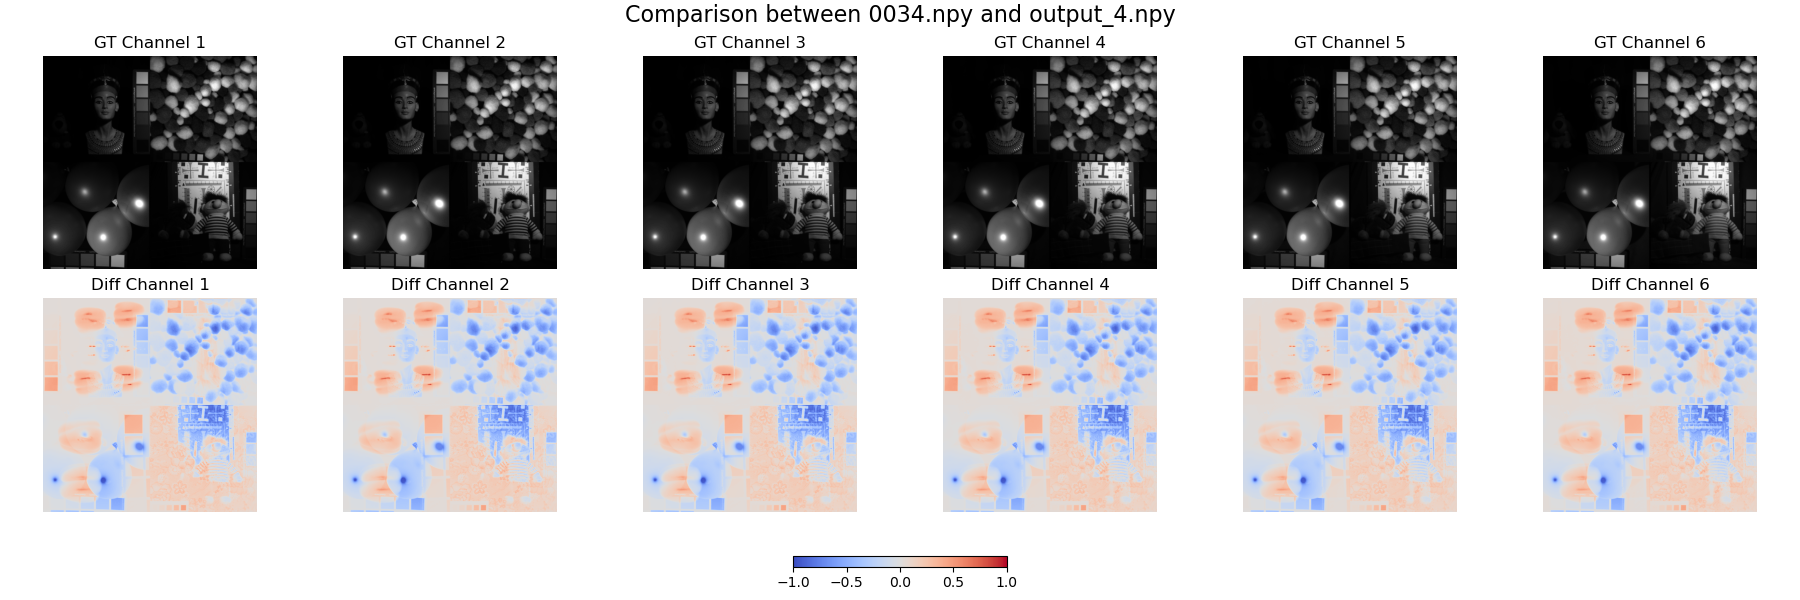 Comparison between 0034.npy and output_4.npy
GT Channel 1
GT Channel 2
GT Channel 3
GT Channel 4
GT Channel 5
GT Channel 6
Diff Channel 1
Diff Channel 2
Diff Channel 3
Diff Channel 4
Diff Channel 5
Diff Channel 6
−1.0 −0.5 0.0 0.5 1.0